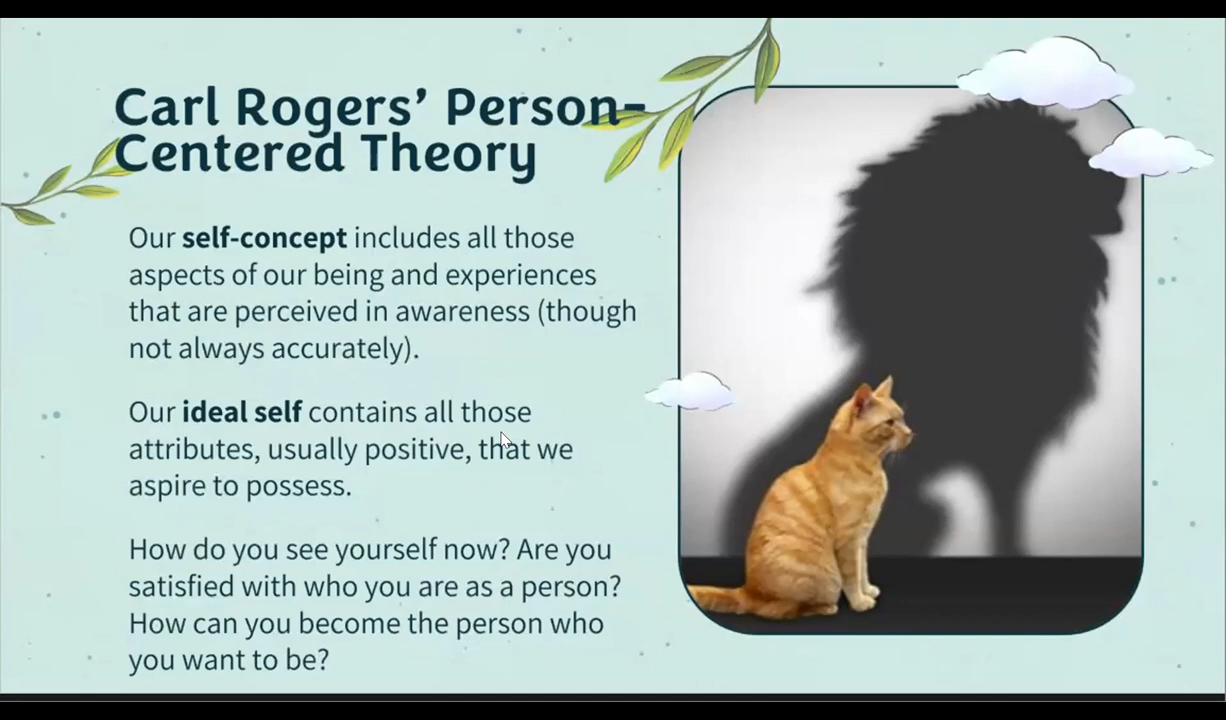 Carl Rogers’ Person-
Centered Theory
Our self-concept includes all those
aspects of our being and experiences
that are perceived in awareness (though
not always accurately).
Our ideal self contains all those
attributes, usually positive, that we
aspire to possess.
How do you see yourself now? Are you
satisfied with who you are as a person?
How can you become the person who
you want to be?